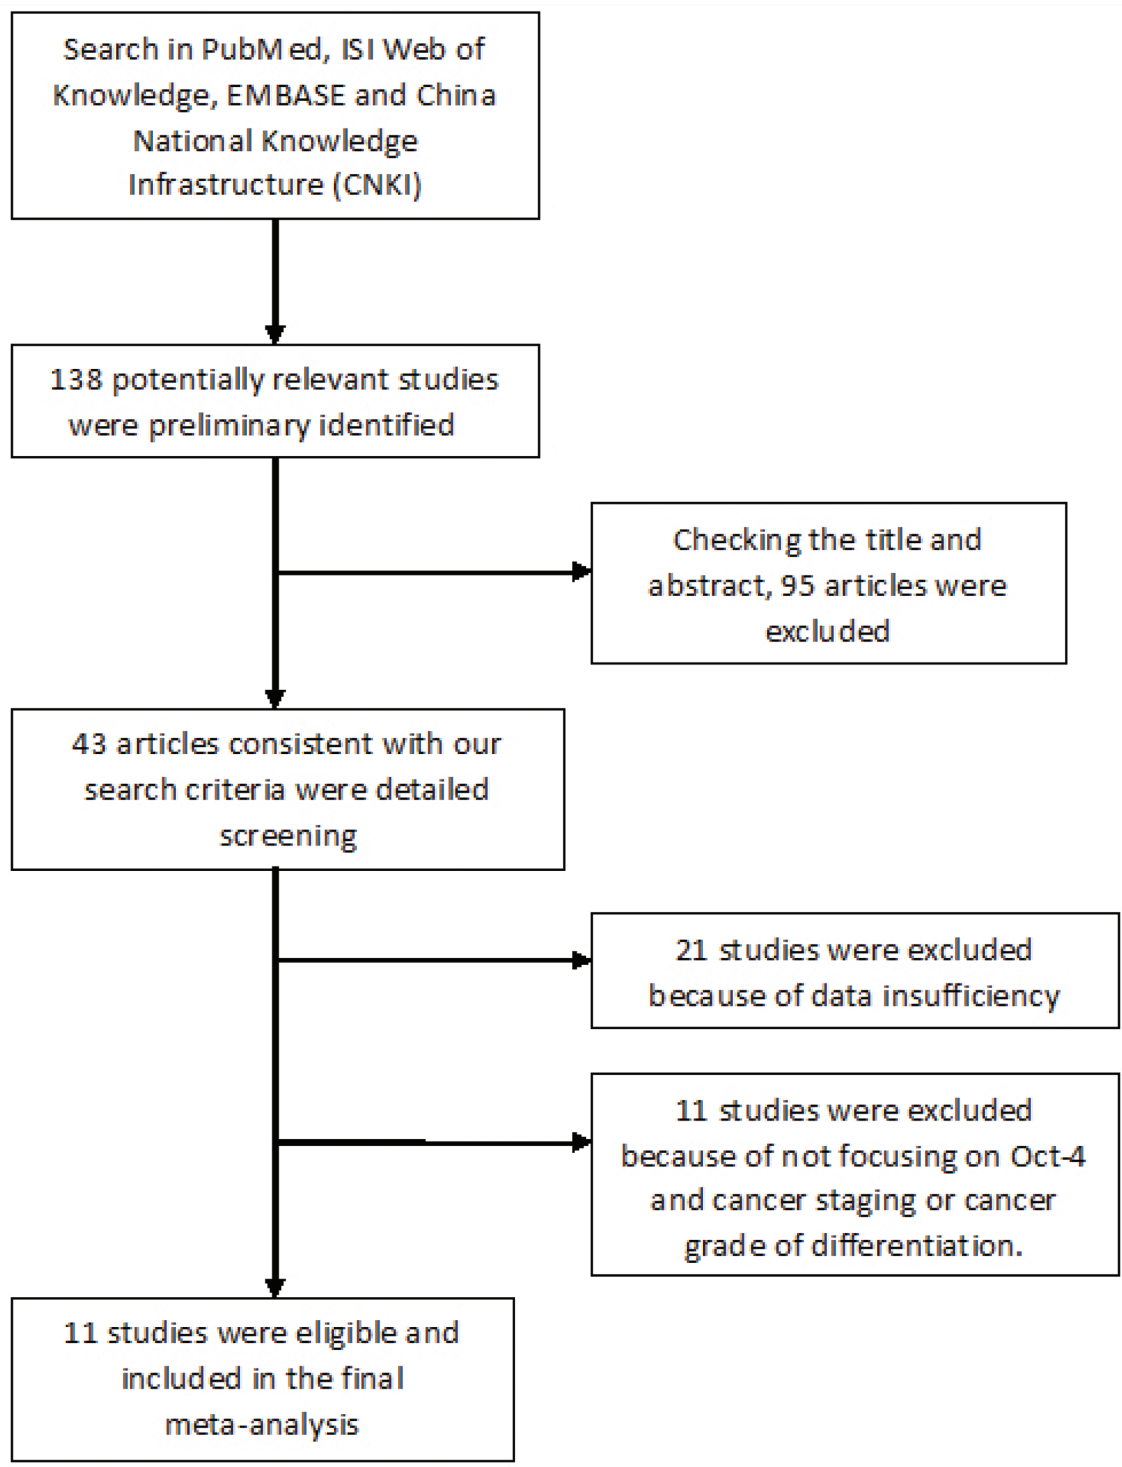 Search in PubMed, ISI Web of
Knowledge, EMBASE and China
National Knowledge
Infrastructure (CNKI)
138 potentially relevant studies
were preliminary identified
Checking the title and
abstract, 95 articles were
excluded
43 articles consistent with our
search criteria were detailed
screening
21 studies were excluded
because of data insufficiency
11 studies were excluded
because of not focusing on Oct-4
and cancer staging or cancer
grade of differentiation.
11 studies were eligible and
included in the final
meta-analysis